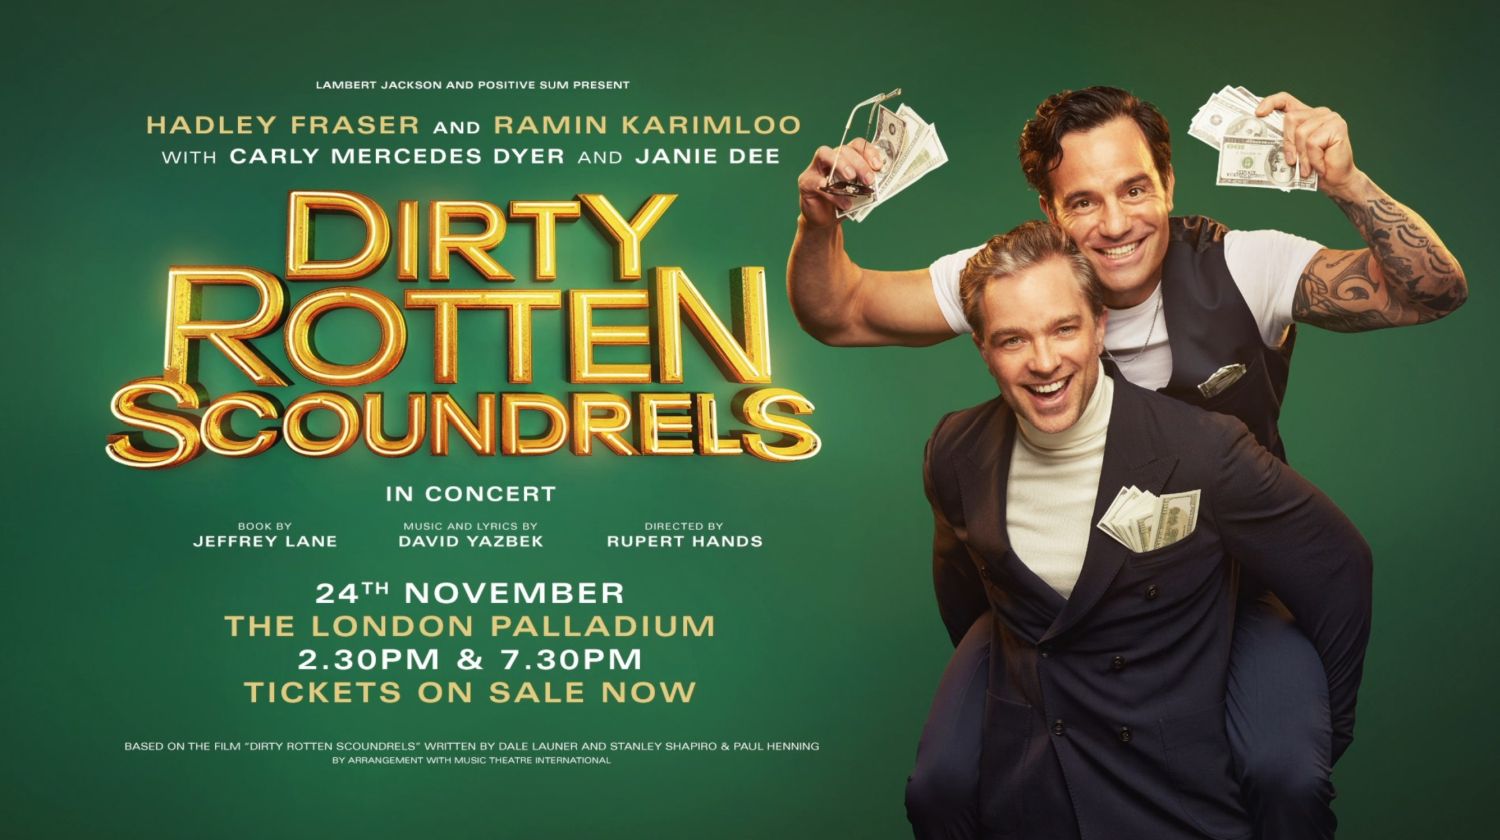 LAMBERT JACKSON AND POSITIVE SUM PRESENT
HADLEY FRASER AND RAMIN KARIMLOO
WITH CARLY MERCEDES DYER AND JANIE DEE
DIRTY
ROTTEN
SCOUNDRELS
IN CONCERT
BOOK BY
JEFFREY LANE
MUSIC AND LYRICS BY
DAVID YAZBEK
DIRECTED BY
RUPERT HANDS
24TH NOVEMBER
THE LONDON PALLADIUM
2.30PM & 7.30PM
TICKETS ON SALE NOW
BASED ON THE FILM "DIRTY ROTTEN SCOUNDRELS" WRITTEN BY DALE LAUNER AND STANLEY SHAPIRO & PAUL HENNING
BY ARRANGEMENT WITH MUSIC THEATRE INTERNATIONAL